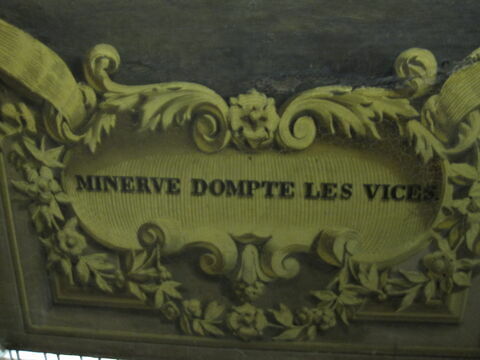 MINERVE DOMPTE LES VICES.